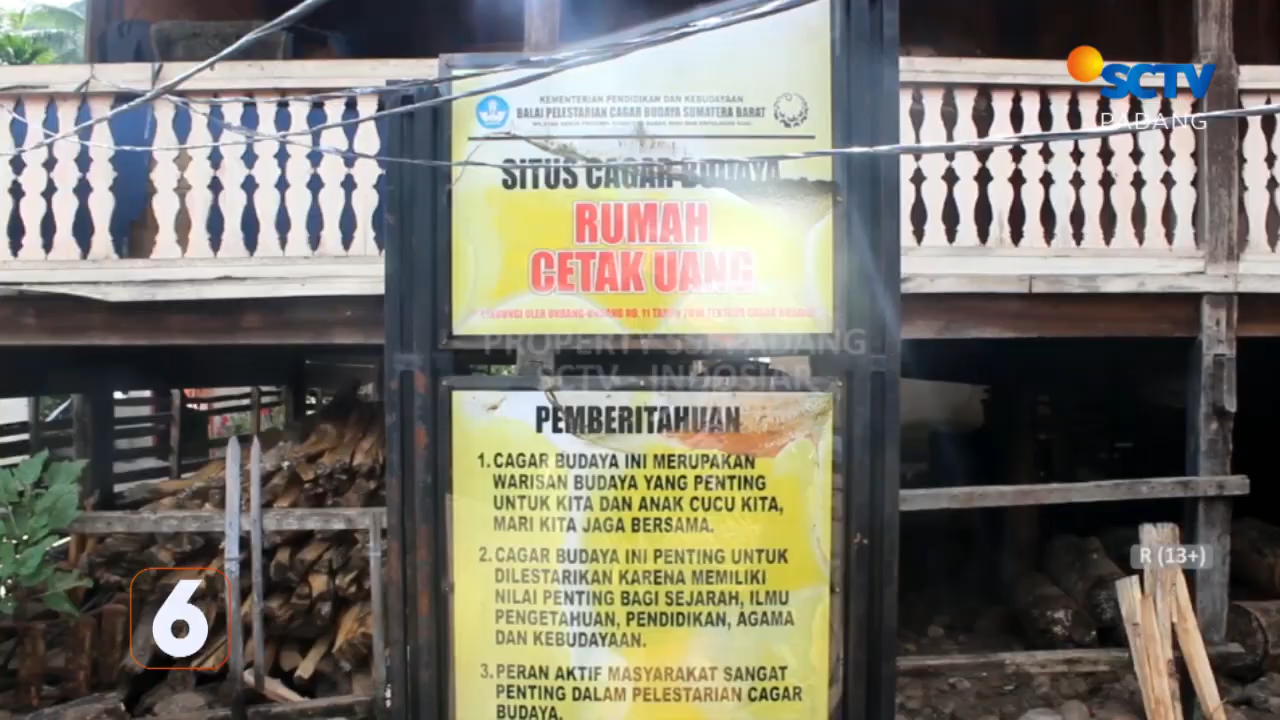 SCTV
PADANG
KEMENTERIAN PENDIDIKAN DAN KEBUDAYAAN
BALAI PELESTARIAN CAGAR BUDAYA SUMATERA BARAT
SITUS CAGAR BUDAYA
RUMAH
CETAK UANG
PROPERTY SSI PADANG
SCTV - INDOSIAR
PEMBERITAHUAN
1. CAGAR BUDAYA INI MERUPAKAN
WARISAN BUDAYA YANG PENTING
UNTUK KITA DAN ANAK CUCU KITA,
MARI KITA JAGA BERSAMA.
2. CAGAR BUDAYA INI PENTING UNTUK
DILESTARIKAN KARENA MEMILIKI
NILAI PENTING BAGI SEJARAH, ILMU
PENGETAHUAN, PENDIDIKAN, AGAMA
DAN KEBUDAYAAN.
3. PERAN AKTIF MASYARAKAT SANGAT
PENTING DALAM PELESTARIAN CAGAR
BUDAYA.
R (13+)
6